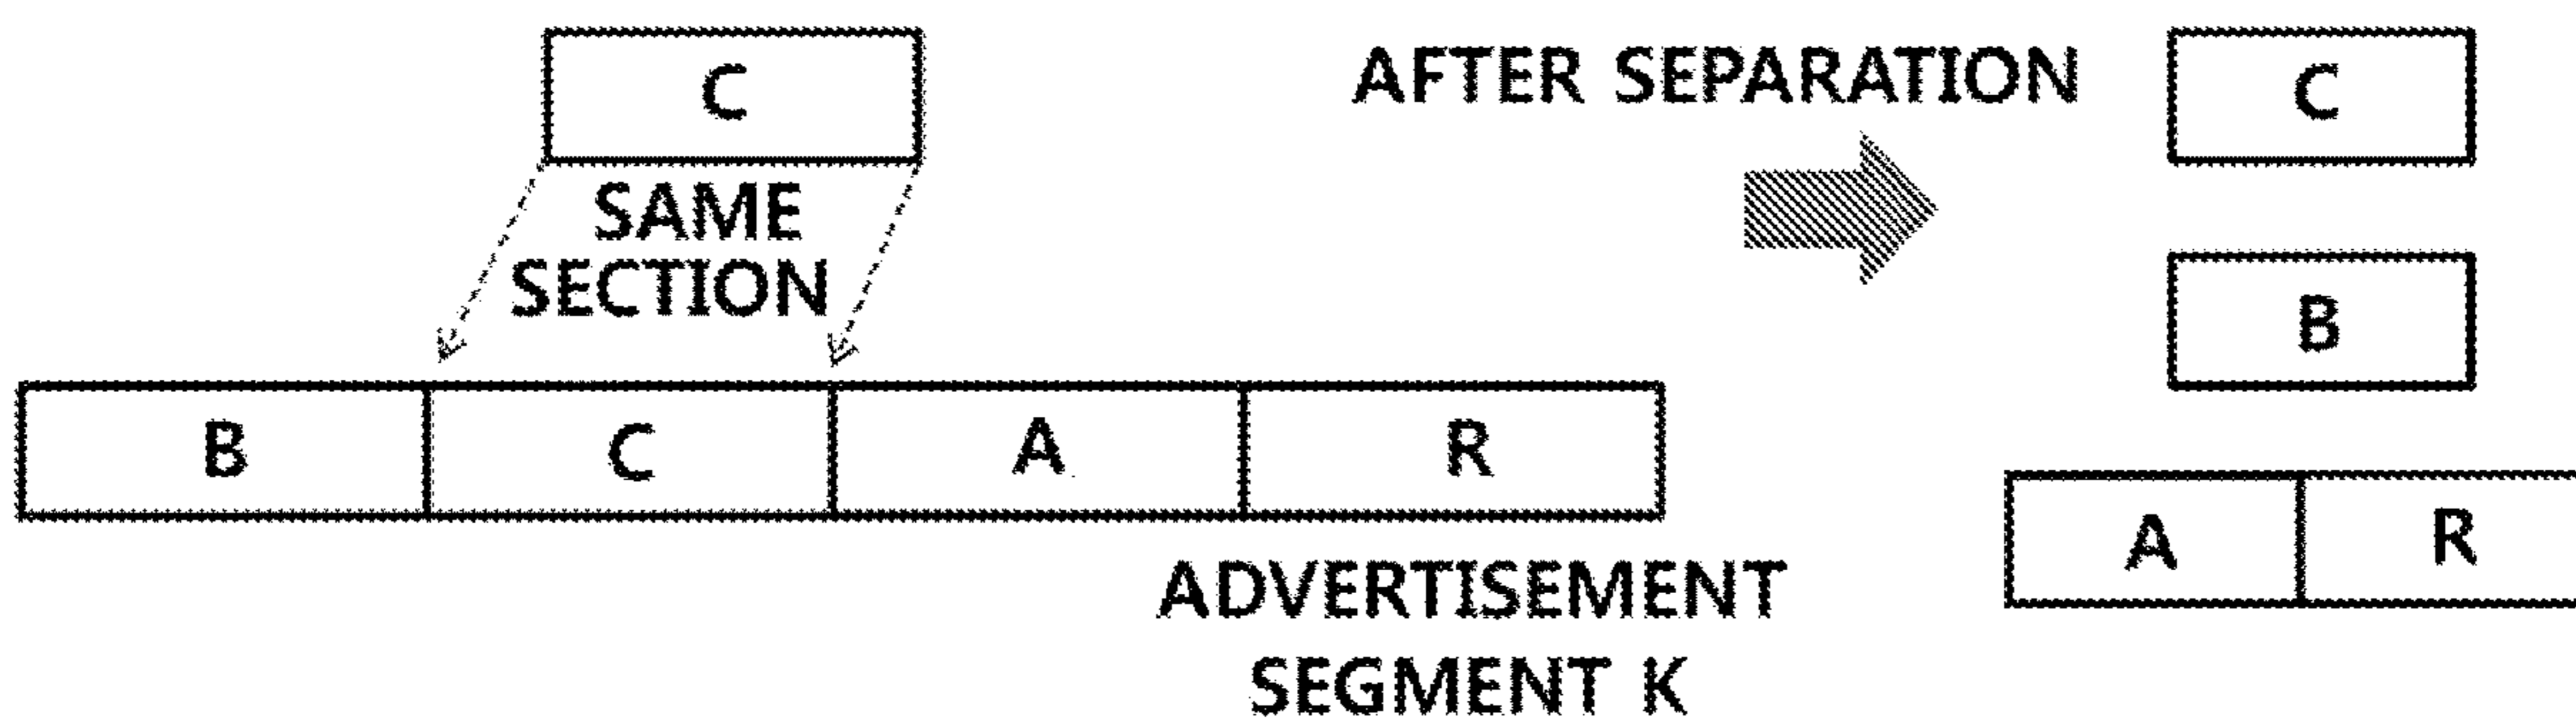 C
SAME
SECTION
B C A R
ADVERTISEMENT
SEGMENT K
AFTER SEPARATION
C
B
A R